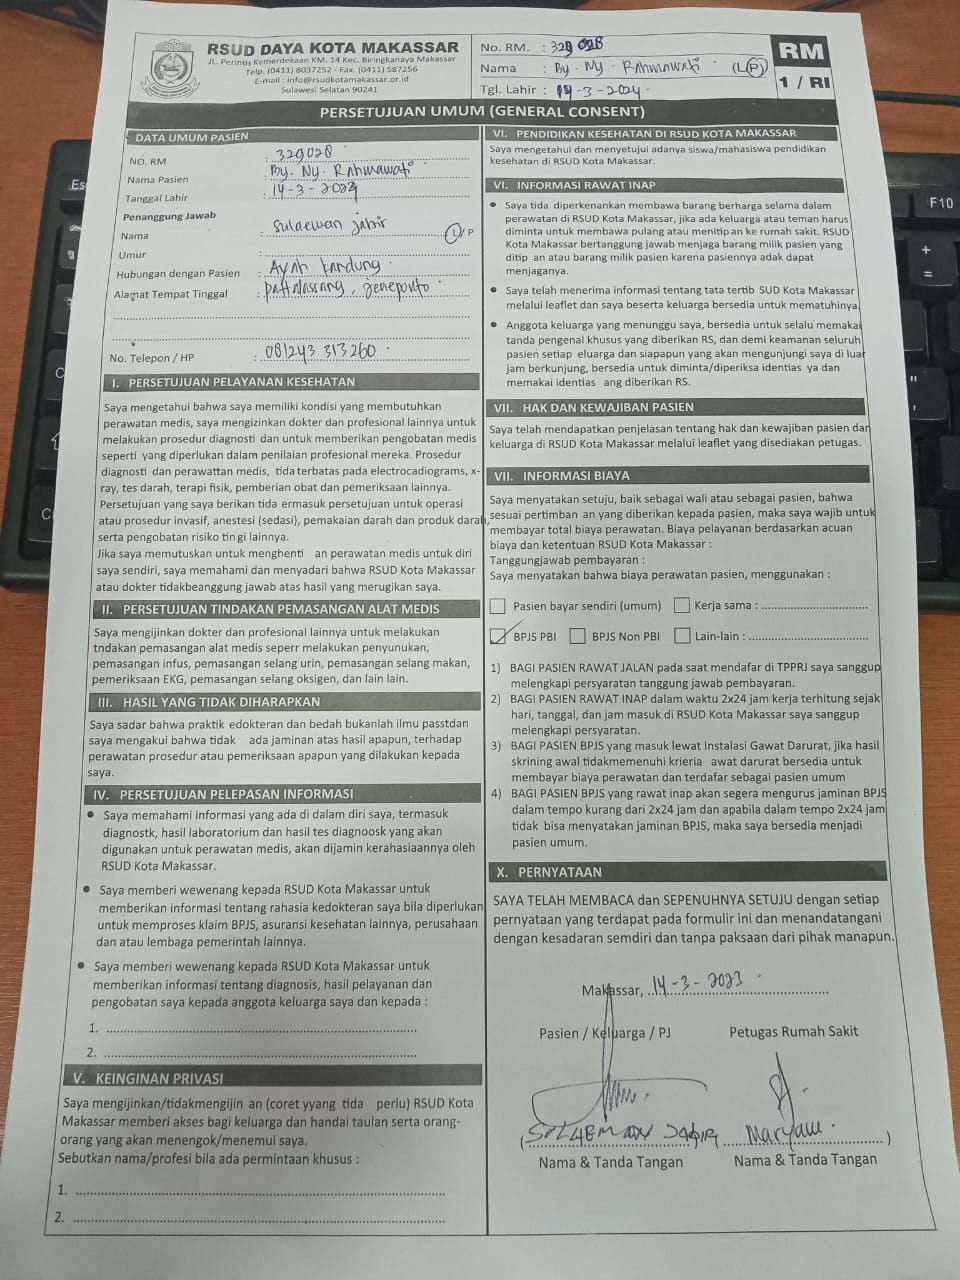 RSUD DAYA KOTA MAKASSAR
JL. Perintis Kemerdekaan KM. 14 Kec. Biringkanaya Makassar
Telp. (0411) 8037252 - Fax. (0411) 587256
E-mail : info@rsudkotamakassar.or.id
Sulawesi Selatan 90241
No. RM. : 329 028
Nama : By. Ny. Rahmawati (L/P)
Tgl. Lahir : 14-3-2024.
RM
1 / RI
PERSETUJUAN UMUM (GENERAL CONSENT)
DATA UMUM PASIEN
NO. RM : 329028
Nama Pasien : By. Ny. Rahmawati
Tanggal Lahir : 14-3-2024
Penanggung Jawab
Nama : Sulaeman jabir L / P
Umur :
Hubungan dengan Pasien : Ayah kandung.
Alamat Tempat Tinggal : pattalassang, jeneponto
No. Telepon / HP : 081243 313260
I. PERSETUJUAN PELAYANAN KESEHATAN
Saya mengetahui bahwa saya memiliki kondisi yang membutuhkan
perawatan medis, saya mengizinkan dokter dan profesional lainnya untuk
melakukan prosedur diagnosti dan untuk memberikan pengobatan medis
seperti yang diperlukan dalam penilaian profesional mereka. Prosedur
diagnosti dan perawattan medis, tida terbatas pada electrocadiograms, x-
ray, tes darah, terapi fisik, pemberian obat dan pemeriksaan lainnya.
Persetujuan yang saya berikan tida ermasuk persetujuan untuk operasi
atau prosedur invasif, anestesi (sedasi), pemakaian darah dan produk darah,
serta pengobatan risiko tin gi lainnya.
Jika saya memutuskan untuk menghenti an perawatan medis untuk diri
saya sendiri, saya memahami dan menyadari bahwa RSUD Kota Makassar
atau dokter tidakbeanggung jawab atas hasil yang merugikan saya.
II. PERSETUJUAN TINDAKAN PEMASANGAN ALAT MEDIS
Saya mengijinkan dokter dan profesional lainnya untuk melakukan
tndakan pemasangan alat medis seperr melakukan penyunukan,
pemasangan infus, pemasangan selang urin, pemasangan selang makan,
pemeriksaan EKG, pemasangan selang oksigen, dan lain lain.
III. HASIL YANG TIDAK DIHARAPKAN
Saya sadar bahwa praktik edokteran dan bedah bukanlah ilmu passtdan
saya mengakui bahwa tidak ada jaminan atas hasil apapun, terhadap
perawatan prosedur atau pemeriksaan apapun yang dilakukan kepada
saya.
IV. PERSETUJUAN PELEPASAN INFORMASI
• Saya memahami informasi yang ada di dalam diri saya, termasuk
diagnostk, hasil laboratorium dan hasil tes diagnoosk yang akan
digunakan untuk perawatan medis, akan dijamin kerahasiaannya oleh
RSUD Kota Makassar.
• Saya memberi wewenang kepada RSUD Kota Makassar untuk
memberikan informasi tentang rahasia kedokteran saya bila diperlukan
untuk memproses klaim BPJS, asuransi kesehatan lainnya, perusahaan
dan atau lembaga pemerintah lainnya.
• Saya memberi wewenang kepada RSUD Kota Makassar untuk
memberikan informasi tentang diagnosis, hasil pelayanan dan
pengobatan saya kepada anggota keluarga saya dan kepada :
1.
2.
V. KEINGINAN PRIVASI
Saya mengijinkan/tidakmengijin an (coret yyang tida perlu) RSUD Kota
Makassar memberi akses bagi keluarga dan handai taulan serta orang-
orang yang akan menengok/menemui saya.
Sebutkan nama/profesi bila ada permintaan khusus :
1.
2.
VI. PENDIDIKAN KESEHATAN DI RSUD KOTA MAKASSAR
Saya mengetahui dan menyetujui adanya siswa/mahasiswa pendidikan
kesehatan di RSUD Kota Makassar.
VI. INFORMASI RAWAT INAP
• Saya tida diperkenankan membawa barang berharga selama dalam
perawatan di RSUD Kota Makassar, jika ada keluarga atau teman harus
diminta untuk membawa pulang atau menitip an ke rumah sakit. RSUD
Kota Makassar bertanggung jawab menjaga barang milik pasien yang
ditip an atau barang milik pasien karena pasiennya adak dapat
menjaganya.
• Saya telah menerima informasi tentang tata tertib SUD Kota Makassar
melalui leaflet dan saya beserta keluarga bersedia untuk mematuhinya.
• Anggota keluarga yang menunggu saya, bersedia untuk selalu memakai
tanda pengenal khusus yang diberikan RS, dan demi keamanan seluruh
pasien setiap eluarga dan siapapun yang akan mengunjungi saya di luar
jam berkunjung, bersedia untuk diminta/diperiksa identias ya dan
memakai identias ang diberikan RS.
VII. HAK DAN KEWAJIBAN PASIEN
Saya telah mendapatkan penjelasan tentang hak dan kewajiban pasien dan
keluarga di RSUD Kota Makassar melalui leaflet yang disediakan petugas.
VII. INFORMASI BIAYA
Saya menyatakan setuju, baik sebagai wali atau sebagai pasien, bahwa
sesuai pertimban an yang diberikan kepada pasien, maka saya wajib untuk
membayar total biaya perawatan. Biaya pelayanan berdasarkan acuan
biaya dan ketentuan RSUD Kota Makassar :
Tanggungjawab pembayaran :
Saya menyatakan bahwa biaya perawatan pasien, menggunakan :
Pasien bayar sendiri (umum) Kerja sama :
BPJS PBI BPJS Non PBI Lain-lain :
1) BAGI PASIEN RAWAT JALAN pada saat mendafar di TPPRJ saya sanggup
melengkapi persyaratan tanggung jawab pembayaran.
2) BAGI PASIEN RAWAT INAP dalam waktu 2x24 jam kerja terhitung sejak
hari, tanggal, dan jam masuk di RSUD Kota Makassar saya sanggup
melengkapi persyaratan.
3) BAGI PASIEN BPJS yang masuk lewat Instalasi Gawat Darurat, jika hasil
skrining awal tidakmemenuhi krieria awat darurat bersedia untuk
membayar biaya perawatan dan terdafar sebagai pasien umum
4) BAGI PASIEN BPJS yang rawat inap akan segera mengurus jaminan BPJS
dalam tempo kurang dari 2x24 jam dan apabila dalam tempo 2x24 jam
tidak bisa menyatakan jaminan BPJS, maka saya bersedia menjadi
pasien umum.
X. PERNYATAAN
SAYA TELAH MEMBACA dan SEPENUHNYA SETUJU dengan setiap
pernyataan yang terdapat pada formulir ini dan menandatangani
dengan kesadaran semdiri dan tanpa paksaan dari pihak manapun.
Makassar, 14-3-2023
Pasien / Keluarga / PJ Petugas Rumah Sakit
(SULAEMAN JABIR Maryam.)
Nama & Tanda Tangan Nama & Tanda Tangan
F10